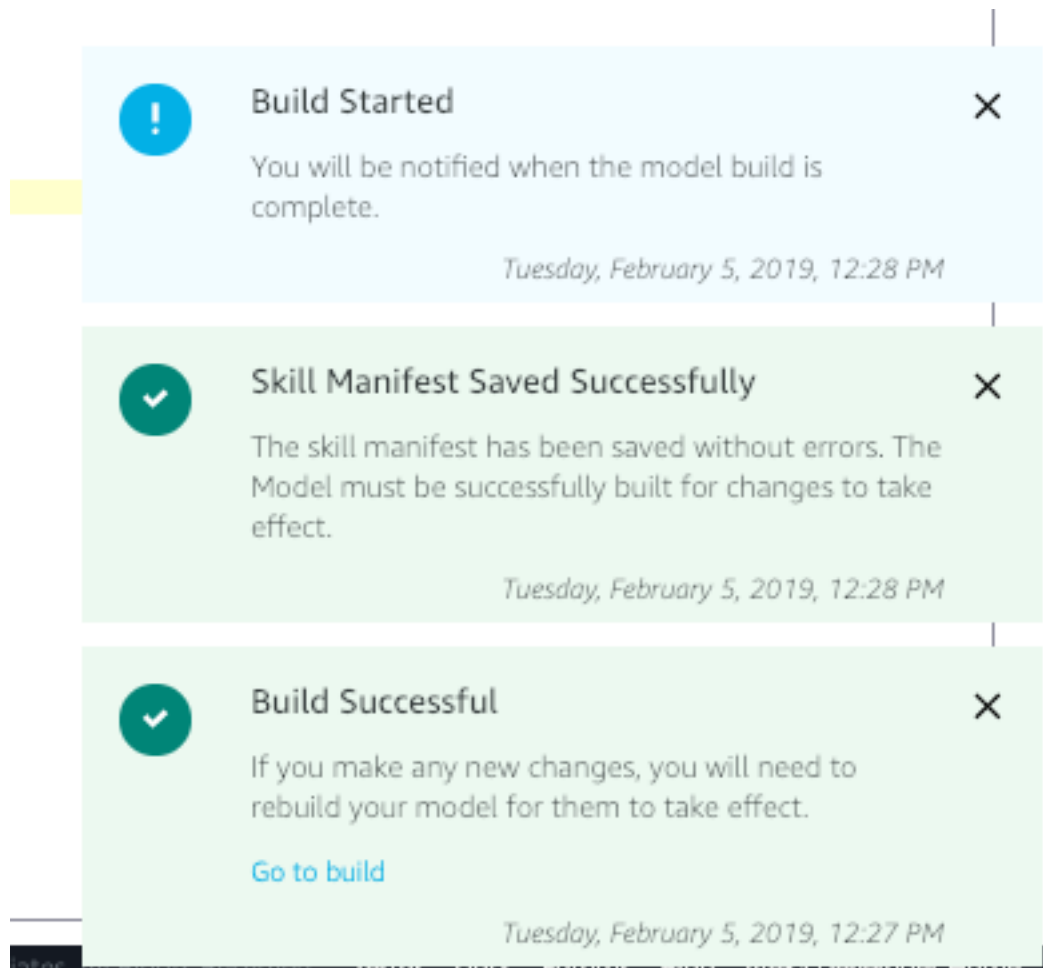 Build Started
You will be notified when the model build is
complete.
Tuesday, February 5, 2019, 12:28 PM
Skill Manifest Saved Successfully
The skill manifest has been saved without errors. The
Model must be successfully built for changes to take
effect.
Tuesday, February 5, 2019, 12:28 PM
Build Successful
If you make any new changes, you will need to
rebuild your model for them to take effect.
Go to build
Tuesday, February 5, 2019, 12:27 PM